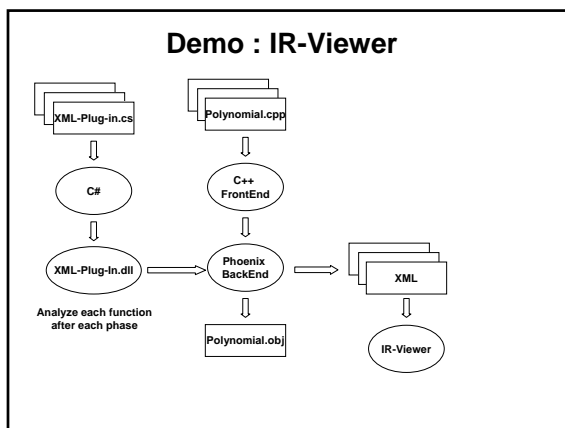 Demo : IR-Viewer
XML-Plug-in.cs
Polynomial.cpp
C#
C++
FrontEnd
XML-Plug-In.dll
Phoenix
BackEnd
XML
Analyze each function
after each phase
Polynomial.obj
IR-Viewer